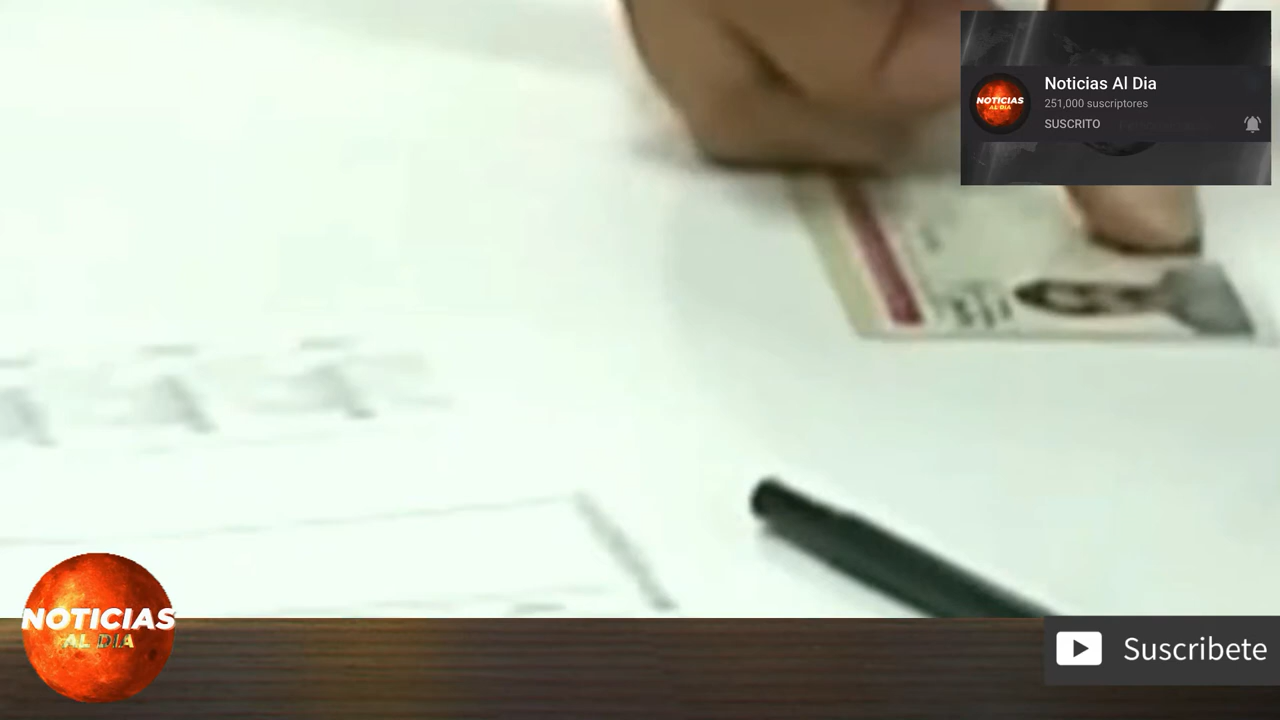 Noticias Al Dia
NOTICIAS
AL DIA
251,000 suscriptores
SUSCRITO
NOTICIAS
AL DIA
Suscribete